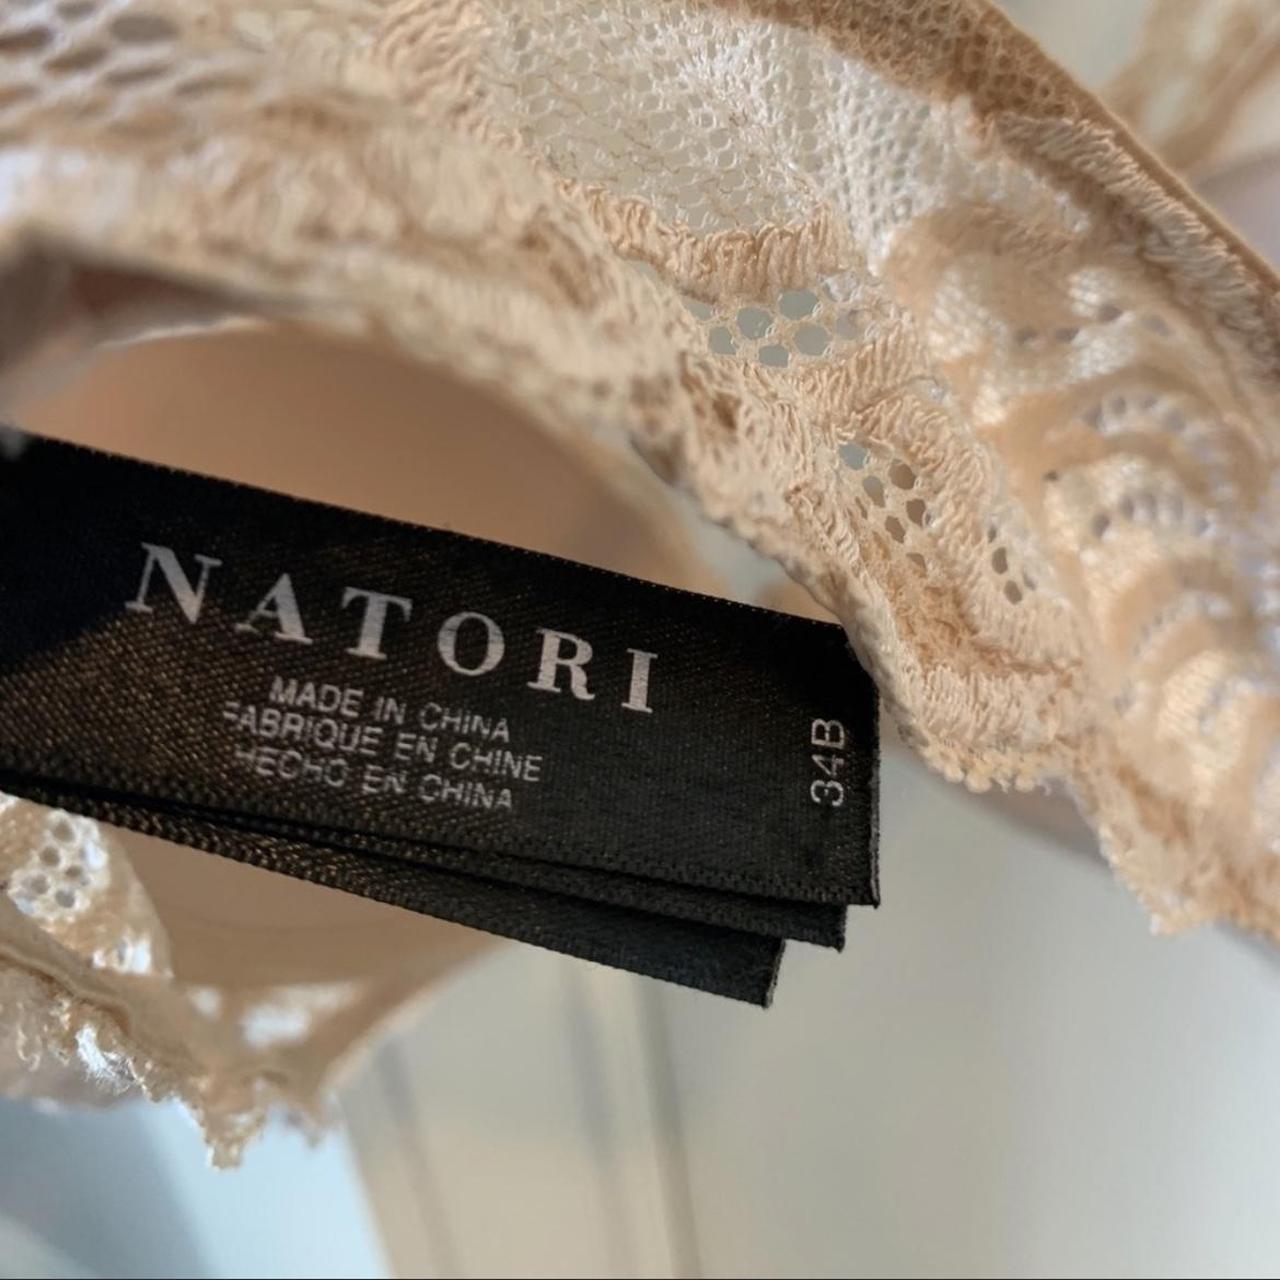 NATORI
MADE IN CHINA
FABRIQUE EN CHINE
HECHO EN CHINA
34B